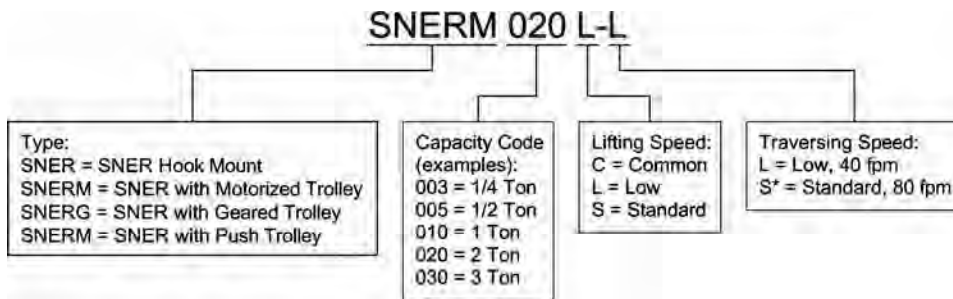 SNERM 020 L-L
Type:
SNER = SNER Hook Mount
SNERM = SNER with Motorized Trolley
SNERG = SNER with Geared Trolley
SNERM = SNER with Push Trolley
Capacity Code
(examples):
003 = 1/4 Ton
005 = 1/2 Ton
010 = 1 Ton
020 = 2 Ton
030 = 3 Ton
Lifting Speed:
C = Common
L = Low
S = Standard
Traversing Speed:
L = Low, 40 fpm
S* = Standard, 80 fpm